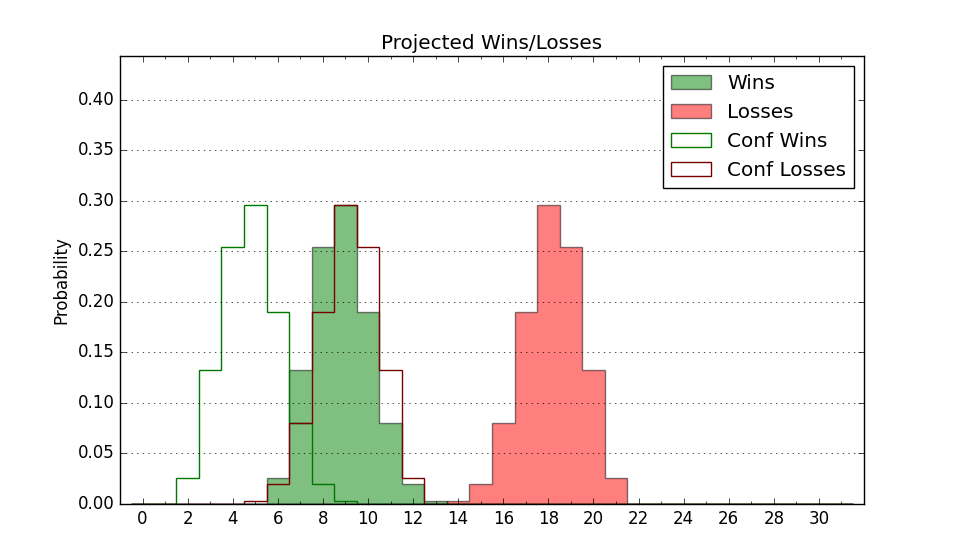 Projected Wins/Losses
Wins
Losses
Conf Wins
Conf Losses
Probability
0.40
0.35
0.30
0.25
0.20
0.15
0.10
0.05
0.00
0 2 4 6 8 10 12 14 16 18 20 22 24 26 28 30